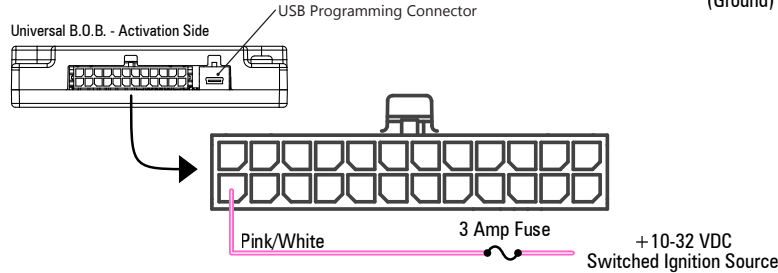 (Ground)
USB Programming Connector
Universal B.O.B. - Activation Side
3 Amp Fuse
Pink/White
+10-32 VDC
Switched Ignition Source